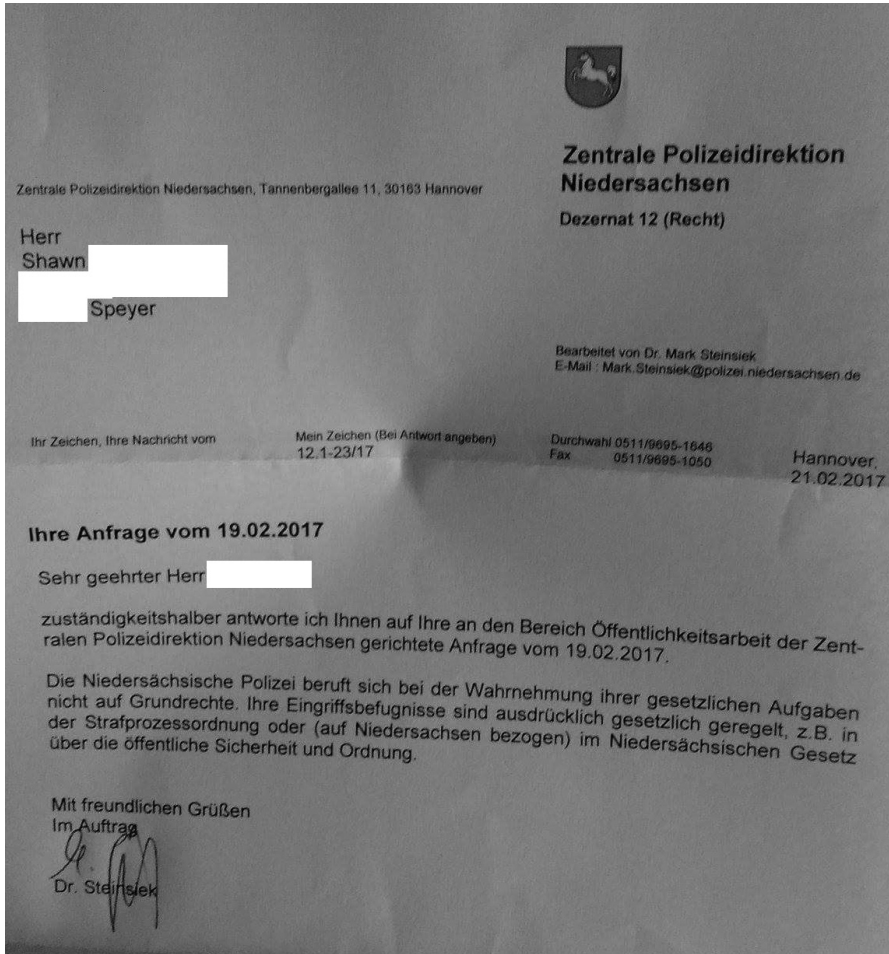 Zentrale Polizeidirektion
Niedersachsen
Dezernat 12 (Recht)
Zentrale Polizeidirektion Niedersachsen, Tannenbergallee 11, 30163 Hannover
Herr
Shawn
Speyer
Bearbeitet von Dr. Mark Steinsiek
E-Mail : Mark.Steinsiek@polizei.niedersachsen.de
Ihr Zeichen, Ihre Nachricht vom
Mein Zeichen (Bei Antwort angeben)
12.1-23/17
Durchwahl 0511/9695-1646
Fax 0511/9695-1050
Hannover,
21.02.2017
Ihre Anfrage vom 19.02.2017
Sehr geehrter Herr
zuständigkeitshalber antworte ich Ihnen auf Ihre an den Bereich Öffentlichkeitsarbeit der Zent-
ralen Polizeidirektion Niedersachsen gerichtete Anfrage vom 19.02.2017.
Die Niedersächsische Polizei beruft sich bei der Wahrnehmung ihrer gesetzlichen Aufgaben
nicht auf Grundrechte. Ihre Eingriffsbefugnisse sind ausdrücklich gesetzlich geregelt, z.B. in
der Strafprozessordnung oder (auf Niedersachsen bezogen) im Niedersächsischen Gesetz
über die öffentliche Sicherheit und Ordnung.
Mit freundlichen Grüßen
Im Auftrag
Dr. Steinsiek